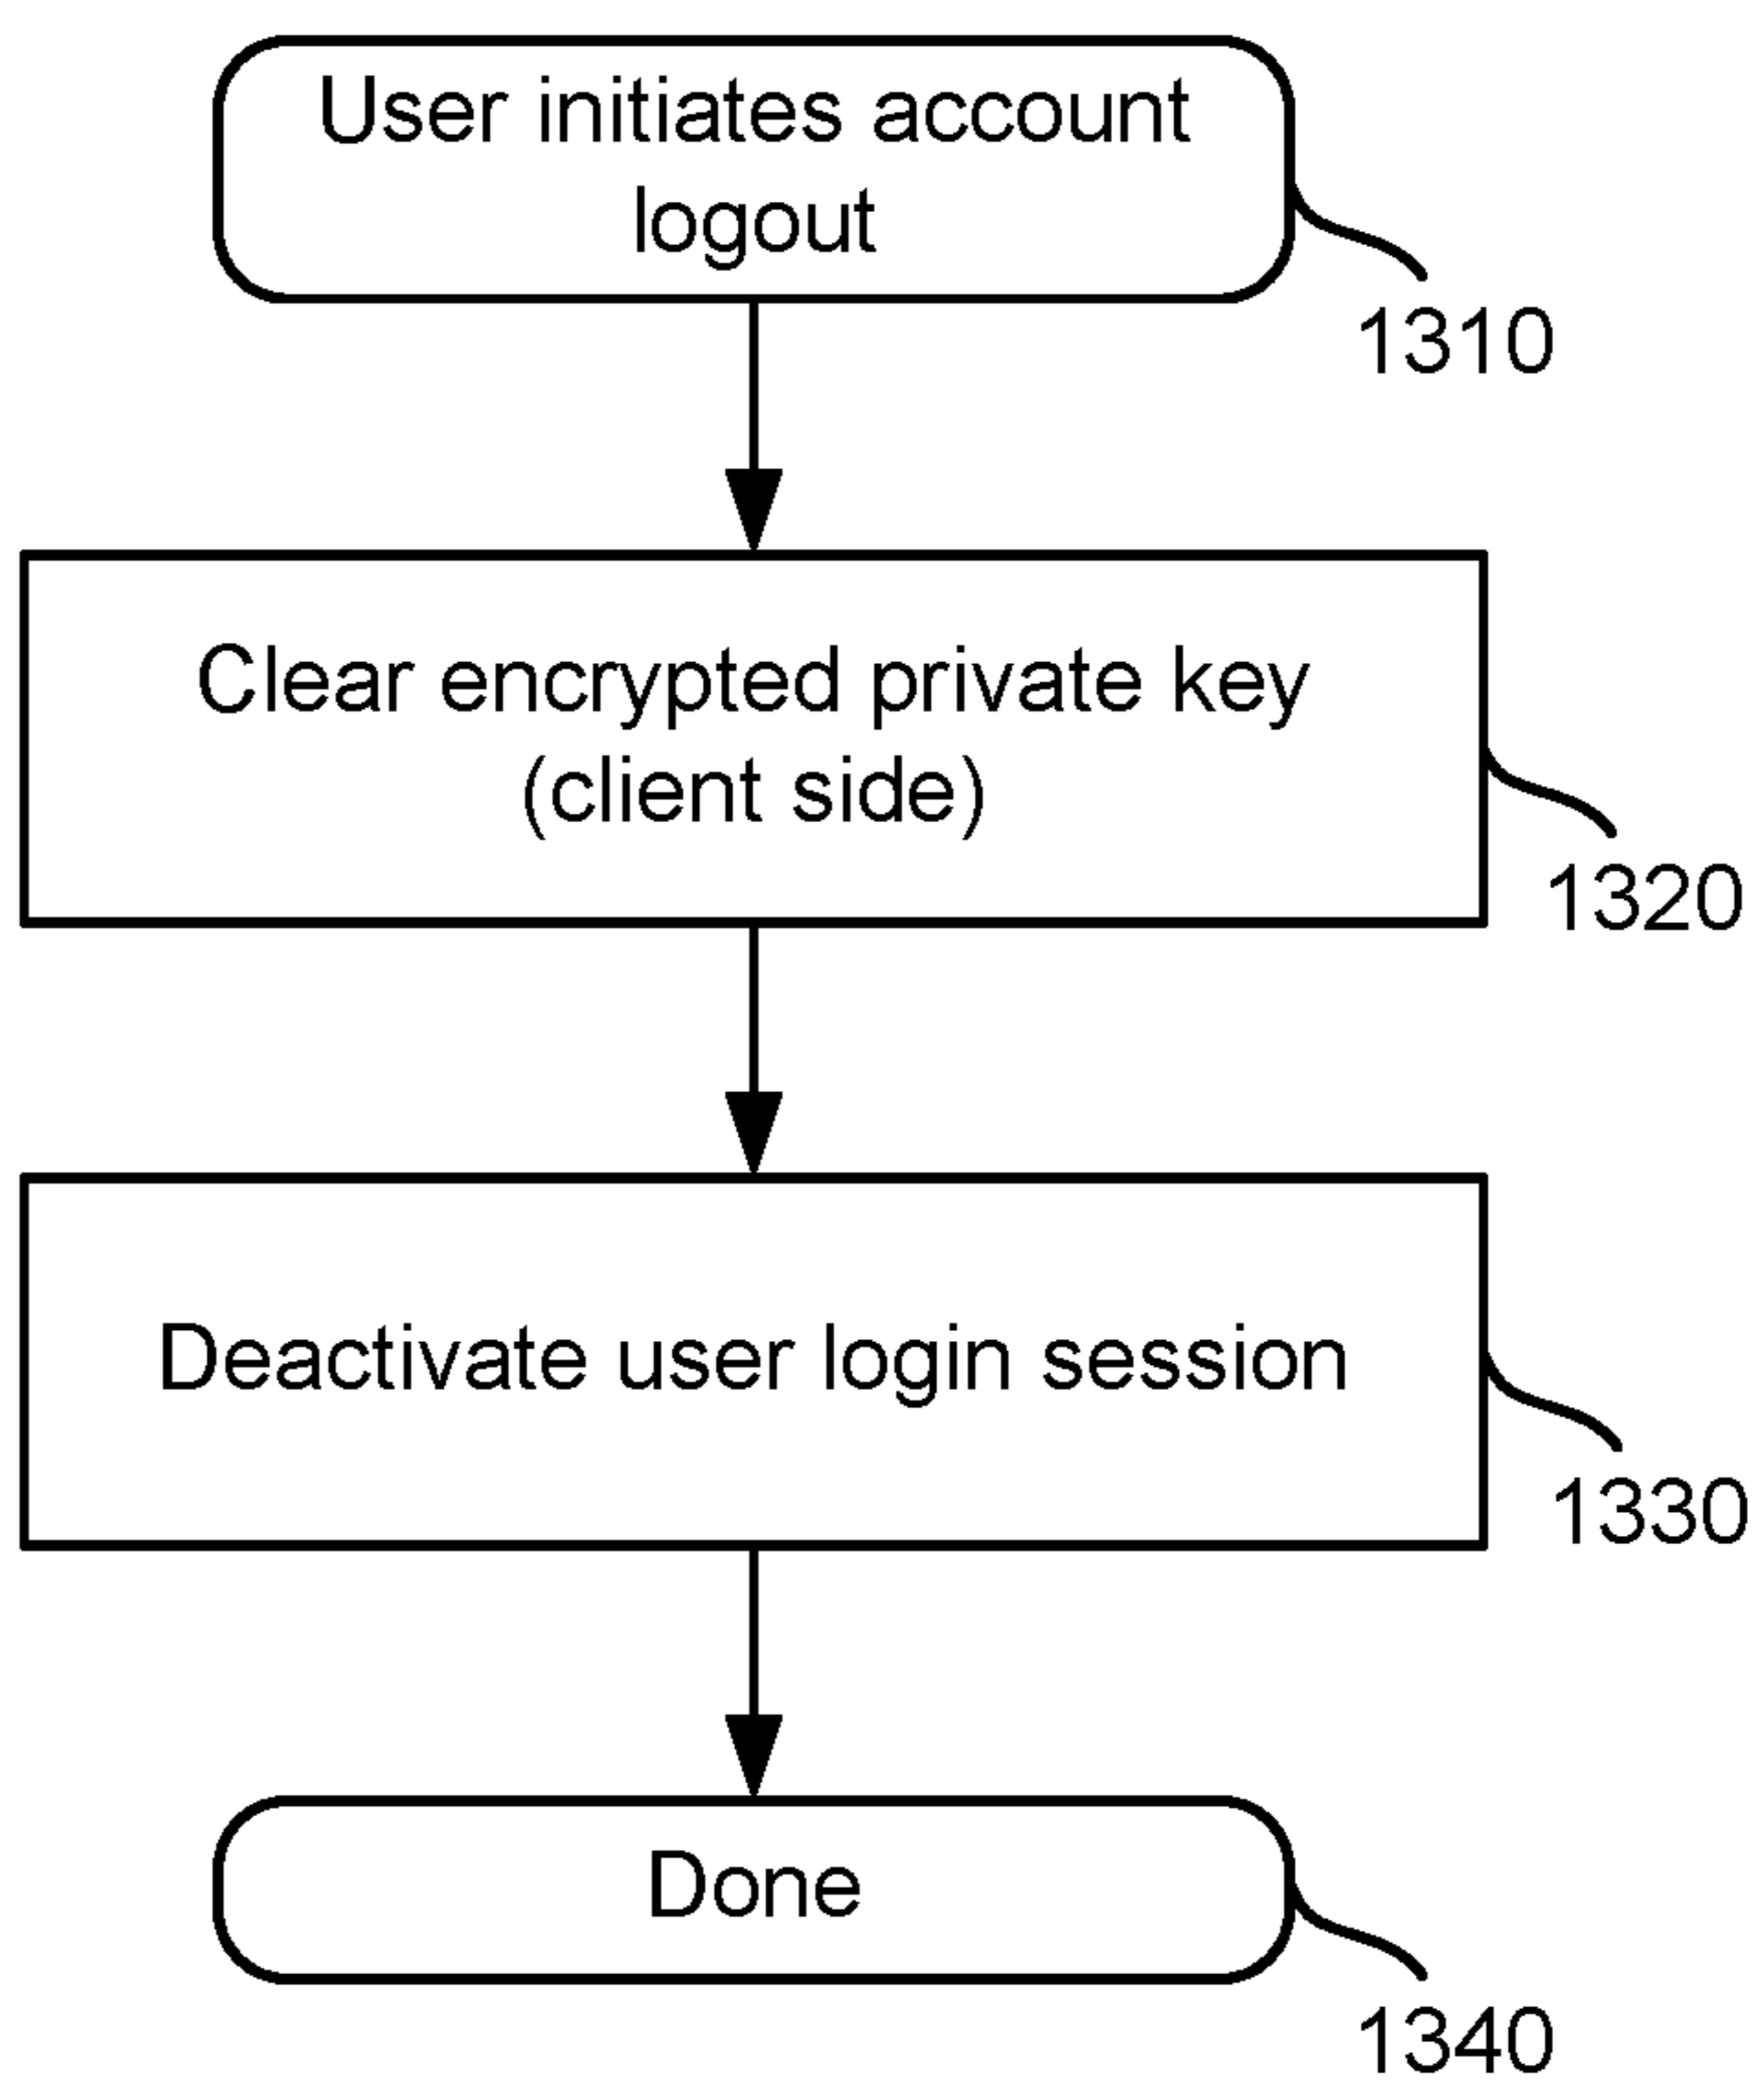 User initiates account
logout
1310
Clear encrypted private key
(client side)
1320
Deactivate user login session
1330
Done
1340